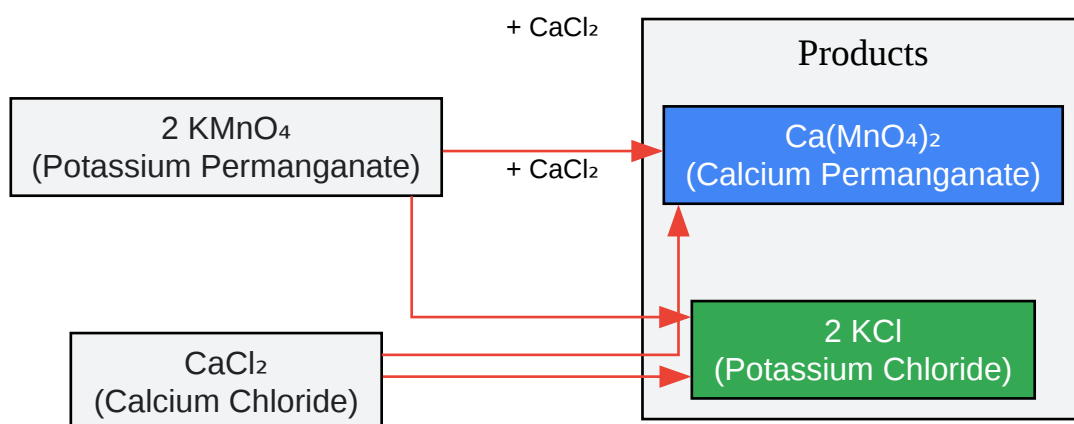 + CaCl₂
Products
2 KMnO₄
(Potassium Permanganate)
+ CaCl₂
Ca(MnO₄)₂
(Calcium Permanganate)
CaCl₂
(Calcium Chloride)
2 KCl
(Potassium Chloride)